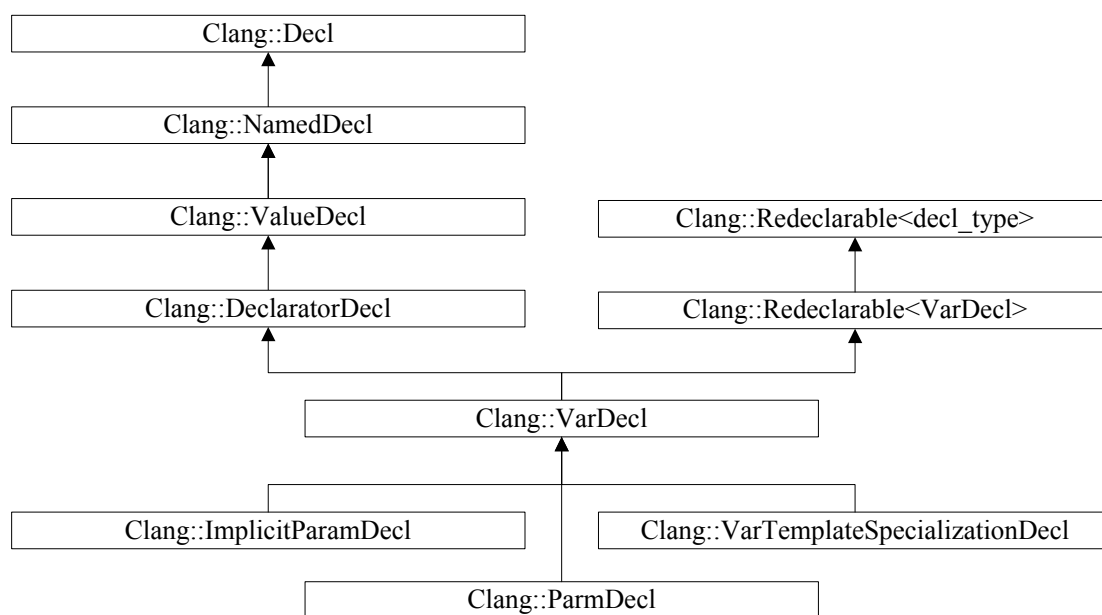 Clang::Decl
Clang::NamedDecl
Clang::ValueDecl
Clang::Redeclarable<decl_type>
Clang::DeclaratorDecl
Clang::Redeclarable<VarDecl>
Clang::VarDecl
Clang::ImplicitParamDecl
Clang::VarTemplateSpecializationDecl
Clang::ParmDecl